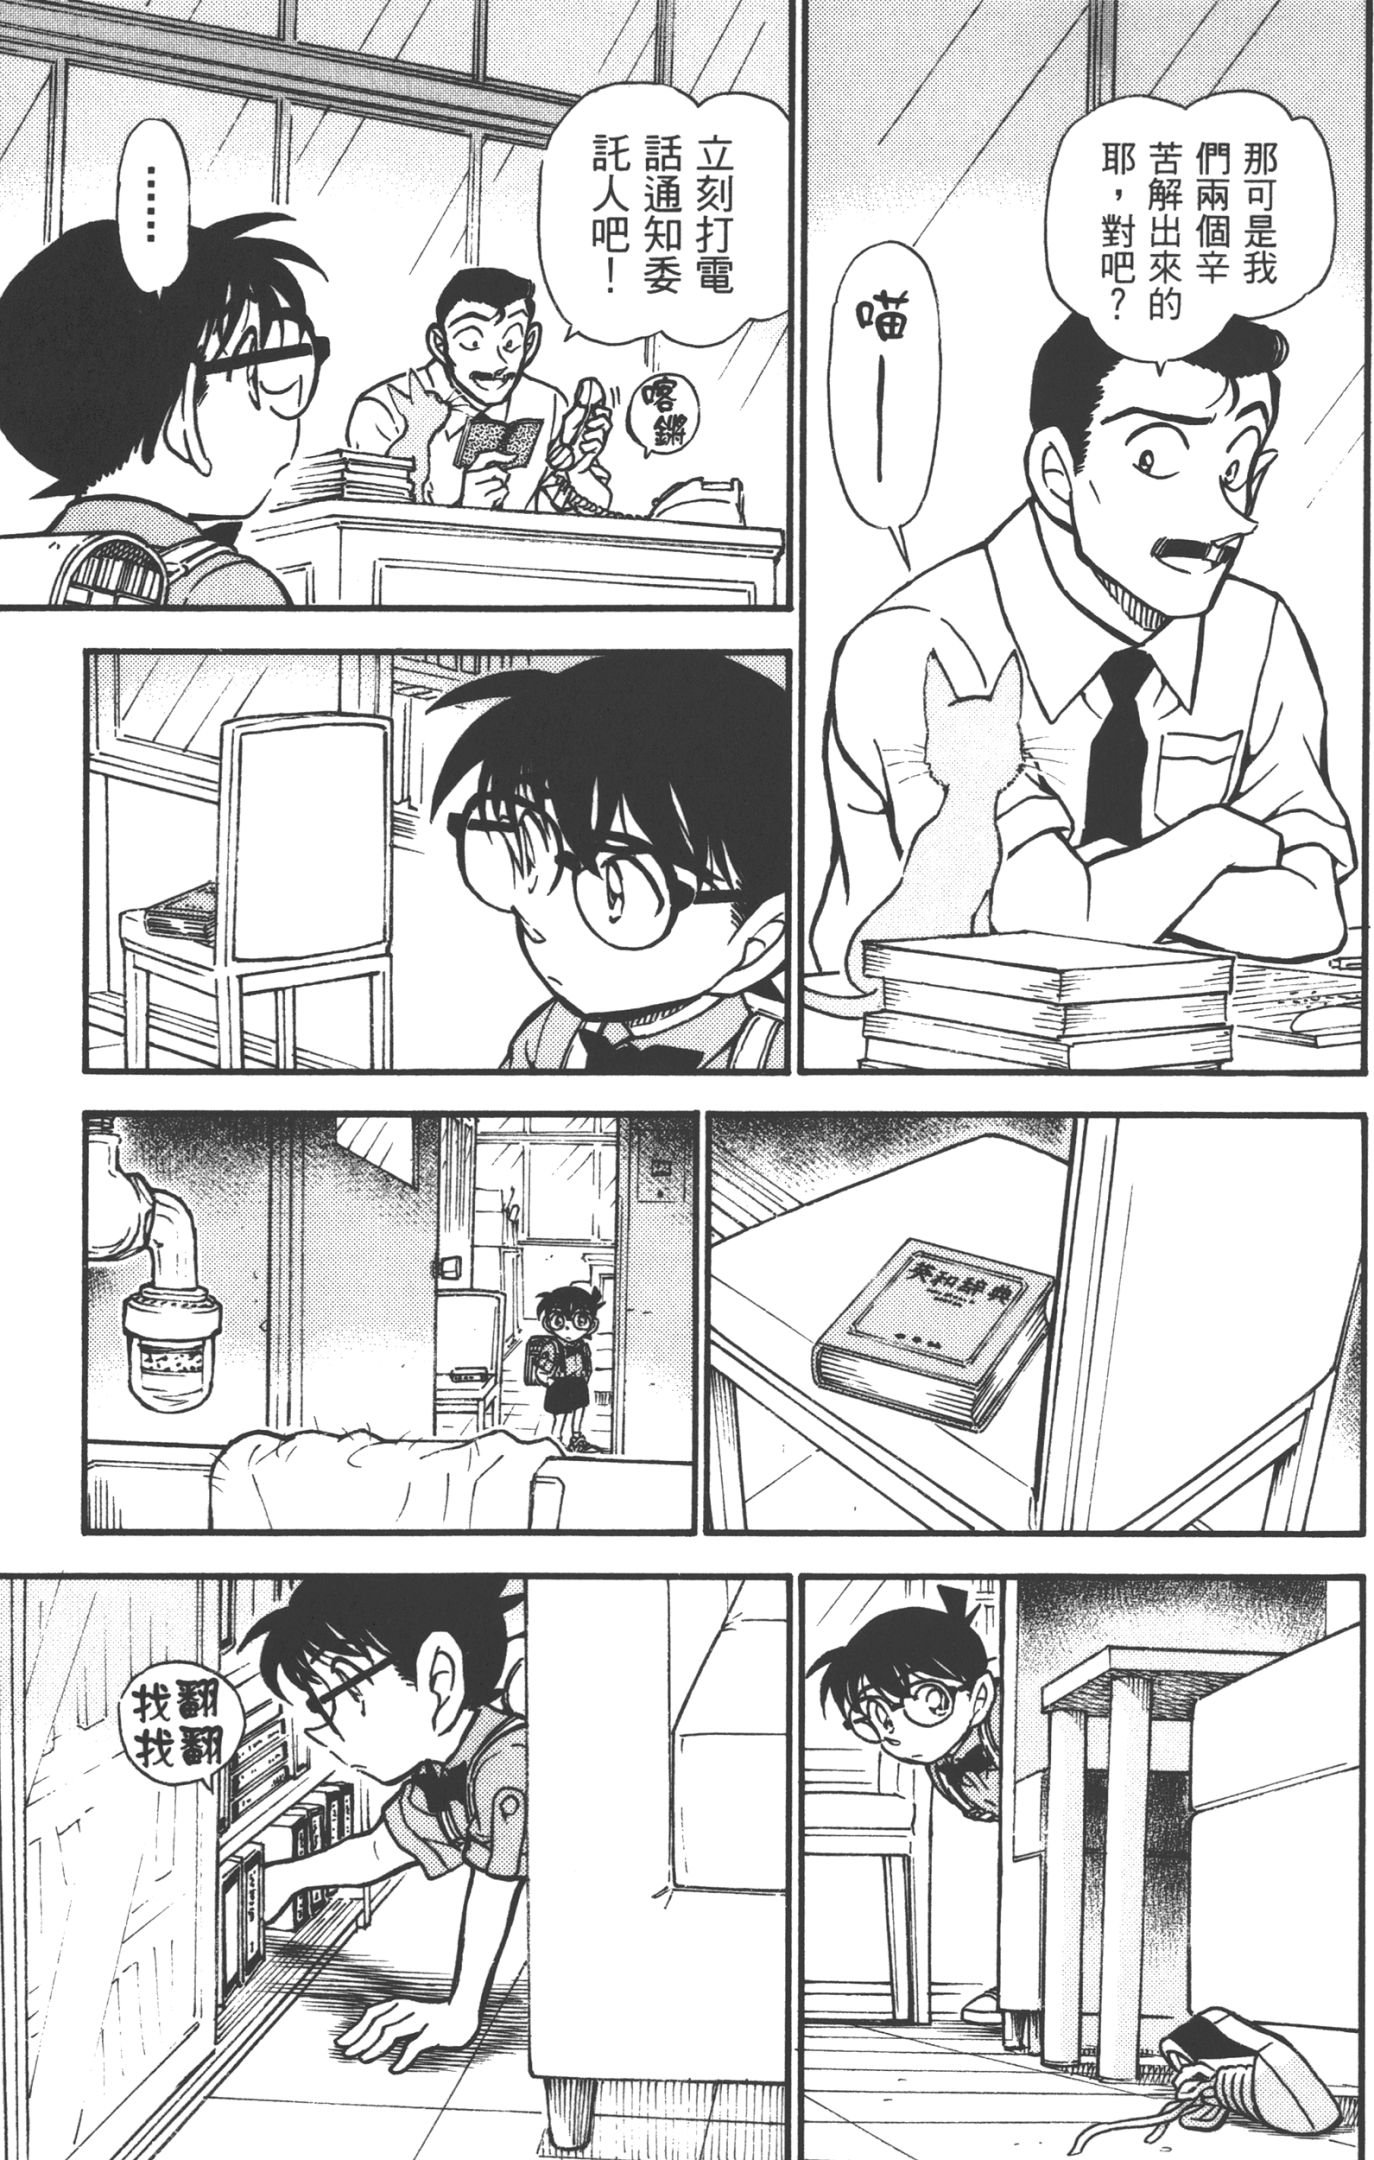 那可是我
們兩個辛
苦解出來的
耶，對吧？
喵——
立刻打電
話通知委
託人吧！
喀
鏘
……
英和辞典
翻翻
找找